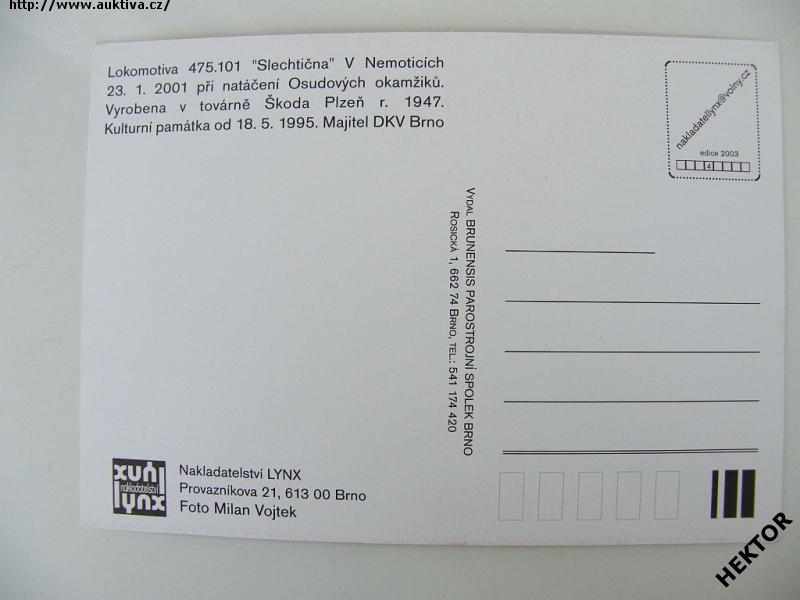 http://www.auktiva.cz/
Lokomotiva 475.101 "Slechtična" V Nemoticích
23. 1. 2001 při natáčení Osudových okamžiků.
Vyrobena v továrně Škoda Plzeň r. 1947.
Kulturní památka od 18. 5. 1995. Majitel DKV Brno
nakladatellynx@volny.cz
edice 2003
4
VYDAL BRUNENSIS PAROSTROJNÍ SPOLEK BRNO
ROSICKÁ 1, 662 74 BRNO, TEL.: 541 174 420
lynx
nakladatelství
lynx
Nakladatelství LYNX
Provazníkova 21, 613 00 Brno
Foto Milan Vojtek
HEKTOR